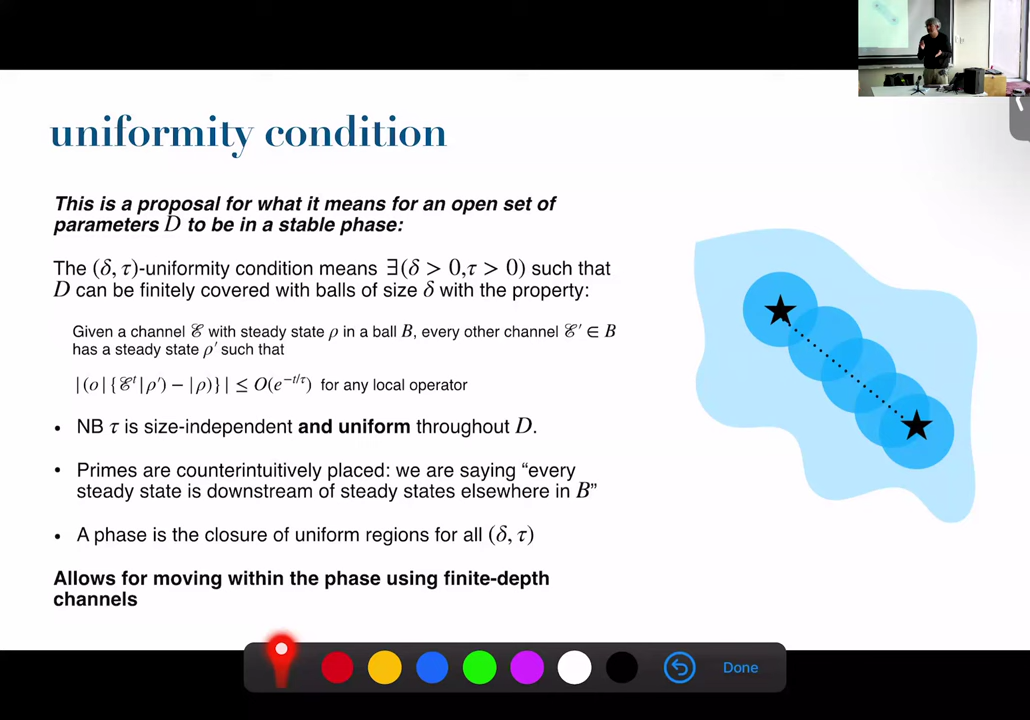 uniformity condition
This is a proposal for what it means for an open set of
parameters D to be in a stable phase:
The (δ, τ)-uniformity condition means ∃(δ > 0,τ > 0) such that
D can be finitely covered with balls of size δ with the property:
Given a channel ℰ with steady state ρ in a ball B, every other channel ℰ′ ∈ B
has a steady state ρ′ such that
|(o|{ℰᵗ|ρ′) − |ρ)}| ≤ O(e^{−t/τ}) for any local operator
• NB τ is size-independent and uniform throughout D.
• Primes are counterintuitively placed: we are saying “every
steady state is downstream of steady states elsewhere in B”
• A phase is the closure of uniform regions for all (δ, τ)
Allows for moving within the phase using finite-depth
channels
Done